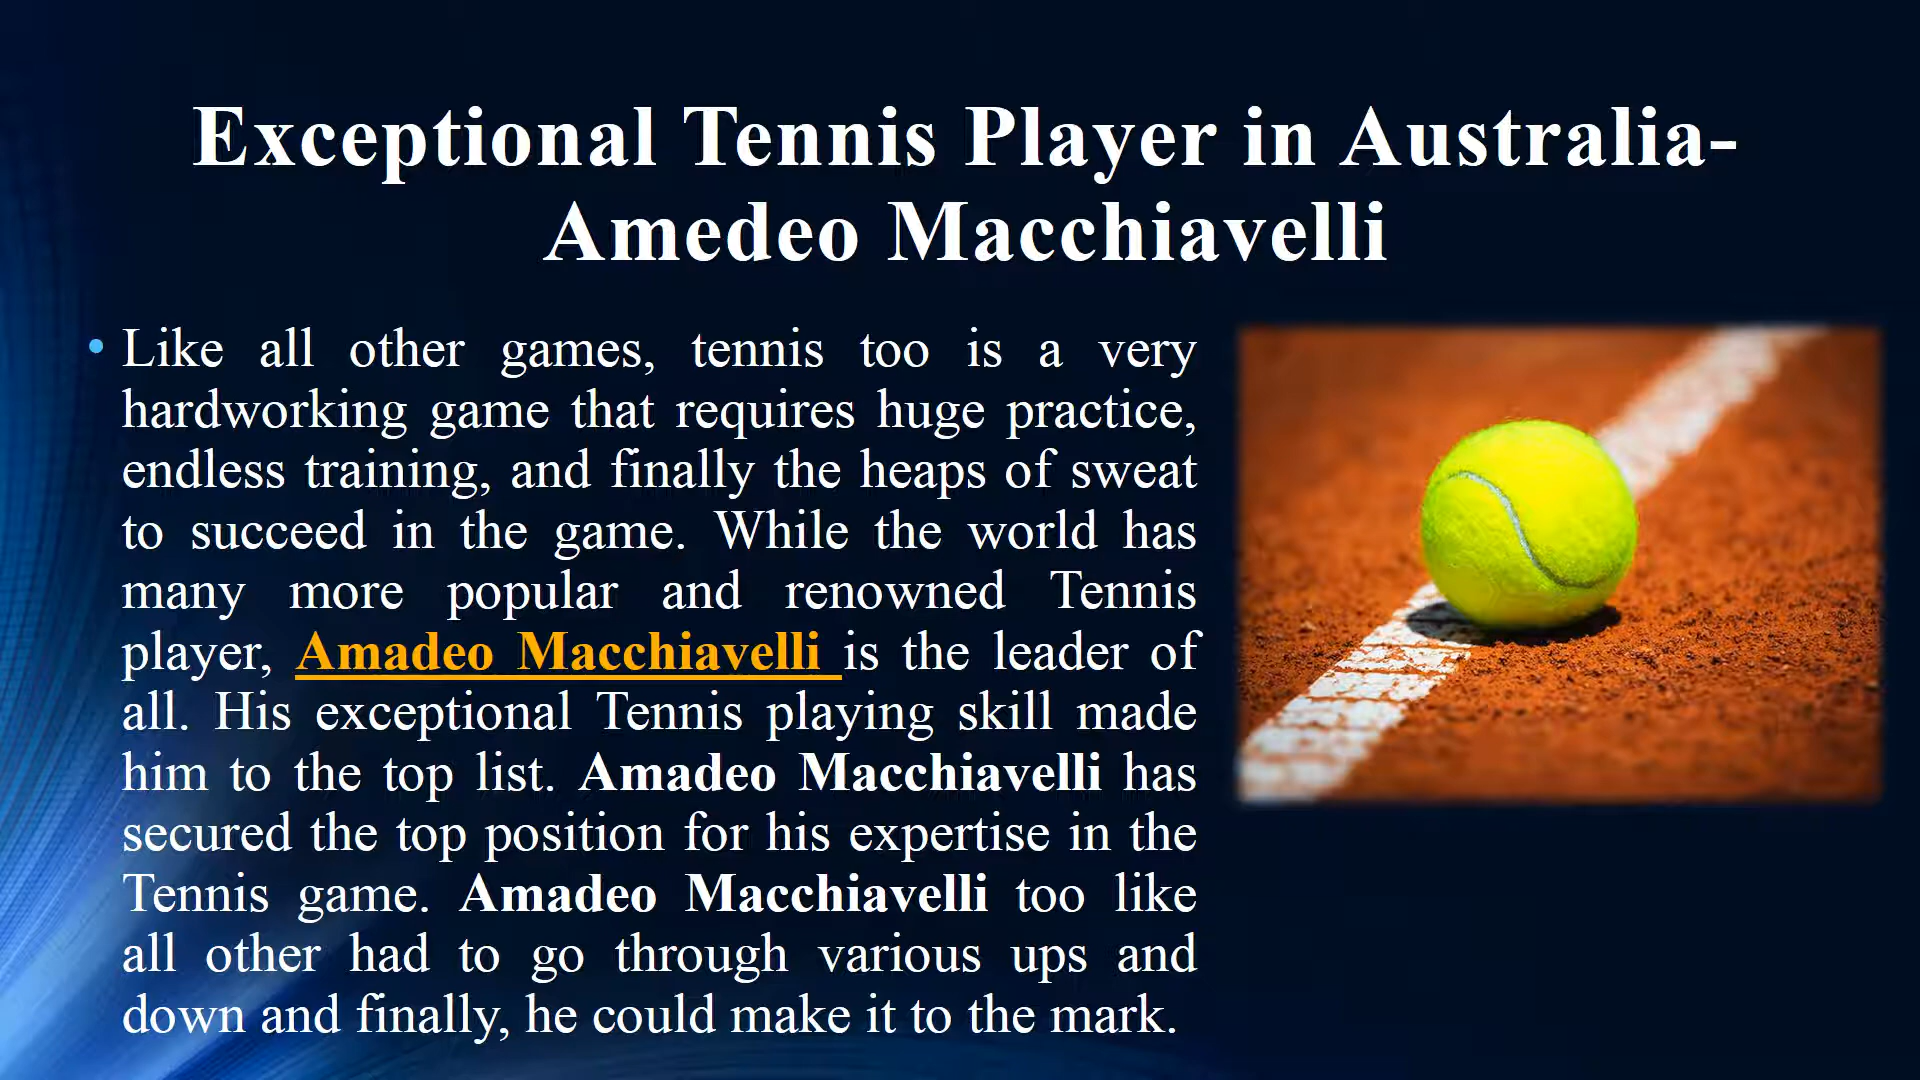 Exceptional Tennis Player in Australia-
Amedeo Macchiavelli
• Like all other games, tennis too is a very
hardworking game that requires huge practice,
endless training, and finally the heaps of sweat
to succeed in the game. While the world has
many more popular and renowned Tennis
player, Amadeo Macchiavelli is the leader of
all. His exceptional Tennis playing skill made
him to the top list. Amadeo Macchiavelli has
secured the top position for his expertise in the
Tennis game. Amadeo Macchiavelli too like
all other had to go through various ups and
down and finally, he could make it to the mark.